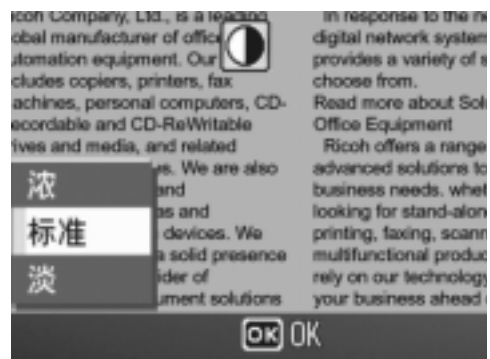 icoh Company, Ltd., is a leading
obal manufacturer of office
utomation equipment. Our
cludes copiers, printers, fax
achines, personal computers, CD-
ecordable and CD-ReWritable
ives and media, and related
We are also
and
as and
devices. We
a solid presence
ider of
ument solutions
In response to the
digital network system
provides a variety of s
choose from.
Read more about Sol
Office Equipment
Ricoh offers a range
advanced solutions to
business needs. whet
looking for stand-alon
printing, faxing, scann
multifunctional produc
rely on our technology
your business ahead
浓
标准
淡
OK OK